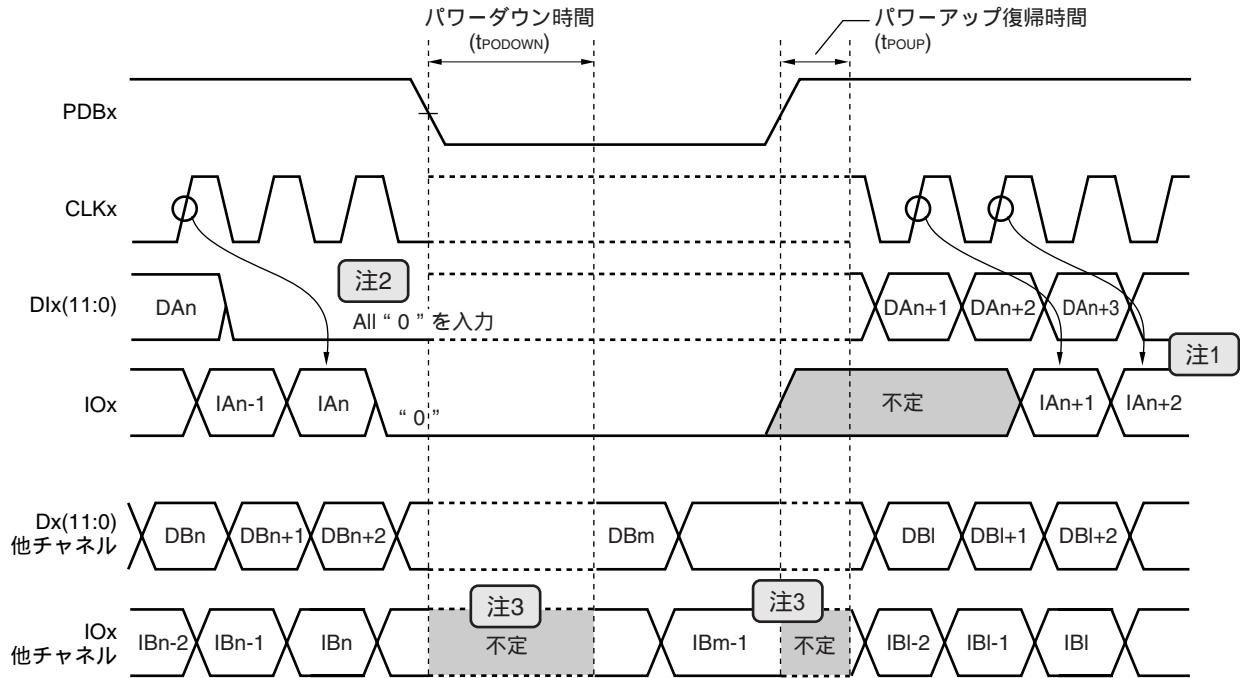 パワーダウン時間
(tPODOWN)
パワーアップ復帰時間
(tPOUP)
PDBx
CLKx
注2
DIx(11:0)
DAn
All “ 0 ” を入力
DAn+1
DAn+2
DAn+3
注1
IOx
IAn-1
IAn
“ 0 ”
不定
IAn+1
IAn+2
Dx(11:0)
他チャネル
DBn
DBn+1
DBn+2
DBm
DBl
DBl+1
DBl+2
注3
注3
IOx
他チャネル
IBn-2
IBn-1
IBn
不定
IBm-1
不定
IBl-2
IBl-1
IBl